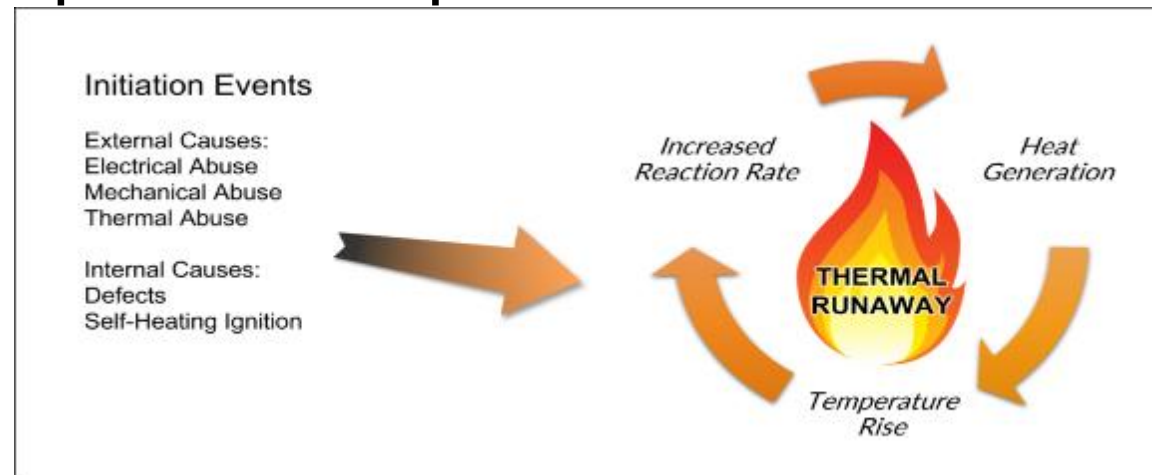 Initiation Events
External Causes:
Electrical Abuse
Mechanical Abuse
Thermal Abuse
Internal Causes:
Defects
Self-Heating Ignition
Increased
Reaction Rate
Heat
Generation
THERMAL
RUNAWAY
Temperature
Rise